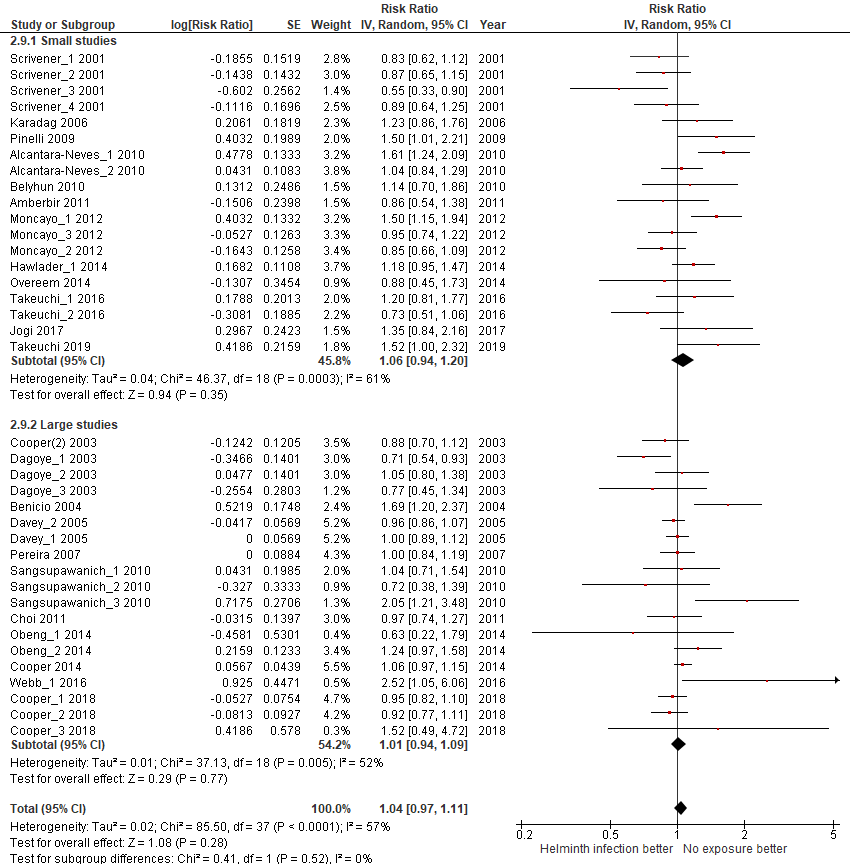 Risk Ratio Risk Ratio
Study or Subgroup log[Risk Ratio] SE Weight IV, Random, 95% CI Year IV, Random, 95% CI
2.9.1 Small studies
Scrivener_1 2001 -0.1855 0.1519 2.8% 0.83 [0.62, 1.12] 2001
Scrivener_2 2001 -0.1438 0.1432 3.0% 0.87 [0.65, 1.15] 2001
Scrivener_3 2001 -0.602 0.2562 1.4% 0.55 [0.33, 0.90] 2001
Scrivener_4 2001 -0.1116 0.1696 2.5% 0.89 [0.64, 1.25] 2001
Karadag 2006 0.2061 0.1819 2.3% 1.23 [0.86, 1.76] 2006
Pinelli 2009 0.4032 0.1989 2.0% 1.50 [1.01, 2.21] 2009
Alcantara-Neves_1 2010 0.4778 0.1333 3.2% 1.61 [1.24, 2.09] 2010
Alcantara-Neves_2 2010 0.0431 0.1083 3.8% 1.04 [0.84, 1.29] 2010
Belyhun 2010 0.1312 0.2486 1.5% 1.14 [0.70, 1.86] 2010
Amberbir 2011 -0.1506 0.2398 1.6% 0.86 [0.54, 1.38] 2011
Moncayo_1 2012 0.4032 0.1332 3.2% 1.50 [1.15, 1.94] 2012
Moncayo_3 2012 -0.0527 0.1263 3.3% 0.95 [0.74, 1.22] 2012
Moncayo_2 2012 -0.1643 0.1258 3.4% 0.85 [0.66, 1.09] 2012
Hawlader_1 2014 0.1682 0.1108 3.7% 1.18 [0.95, 1.47] 2014
Overeem 2014 -0.1307 0.3454 0.9% 0.88 [0.45, 1.73] 2014
Takeuchi_1 2016 0.1788 0.2013 2.0% 1.20 [0.81, 1.77] 2016
Takeuchi_2 2016 -0.3081 0.1885 2.2% 0.73 [0.51, 1.06] 2016
Jogi 2017 0.2967 0.2423 1.5% 1.35 [0.84, 2.16] 2017
Takeuchi 2019 0.4186 0.2159 1.8% 1.52 [1.00, 2.32] 2019
Subtotal (95% CI) 45.8% 1.06 [0.94, 1.20]
Heterogeneity: Tau² = 0.04; Chi² = 46.37, df = 18 (P = 0.0003); I² = 61%
Test for overall effect: Z = 0.94 (P = 0.35)
2.9.2 Large studies
Cooper(2) 2003 -0.1242 0.1205 3.5% 0.88 [0.70, 1.12] 2003
Dagoye_1 2003 -0.3466 0.1401 3.0% 0.71 [0.54, 0.93] 2003
Dagoye_2 2003 0.0477 0.1401 3.0% 1.05 [0.80, 1.38] 2003
Dagoye_3 2003 -0.2554 0.2803 1.2% 0.77 [0.45, 1.34] 2003
Benicio 2004 0.5219 0.1748 2.4% 1.69 [1.20, 2.37] 2004
Davey_2 2005 -0.0417 0.0569 5.2% 0.96 [0.86, 1.07] 2005
Davey_1 2005 0 0.0569 5.2% 1.00 [0.89, 1.12] 2005
Pereira 2007 0 0.0884 4.3% 1.00 [0.84, 1.19] 2007
Sangsupawanich_1 2010 0.0431 0.1985 2.0% 1.04 [0.71, 1.54] 2010
Sangsupawanich_2 2010 -0.327 0.3333 0.9% 0.72 [0.38, 1.39] 2010
Sangsupawanich_3 2010 0.7175 0.2706 1.3% 2.05 [1.21, 3.48] 2010
Choi 2011 -0.0315 0.1397 3.0% 0.97 [0.74, 1.27] 2011
Obeng_1 2014 -0.4581 0.5301 0.4% 0.63 [0.22, 1.79] 2014
Obeng_2 2014 0.2159 0.1233 3.4% 1.24 [0.97, 1.58] 2014
Cooper 2014 0.0567 0.0439 5.5% 1.06 [0.97, 1.15] 2014
Webb_1 2016 0.925 0.4471 0.5% 2.52 [1.05, 6.06] 2016
Cooper_1 2018 -0.0527 0.0754 4.7% 0.95 [0.82, 1.10] 2018
Cooper_2 2018 -0.0813 0.0927 4.2% 0.92 [0.77, 1.11] 2018
Cooper_3 2018 0.4186 0.578 0.3% 1.52 [0.49, 4.72] 2018
Subtotal (95% CI) 54.2% 1.01 [0.94, 1.09]
Heterogeneity: Tau² = 0.01; Chi² = 37.13, df = 18 (P = 0.005); I² = 52%
Test for overall effect: Z = 0.29 (P = 0.77)
Total (95% CI) 100.0% 1.04 [0.97, 1.11]
Heterogeneity: Tau² = 0.02; Chi² = 85.50, df = 37 (P < 0.0001); I² = 57%
Test for overall effect: Z = 1.08 (P = 0.28)
Test for subgroup differences: Chi² = 0.41, df = 1 (P = 0.52), I² = 0%
0.2 0.5 1 2 5
Helminth infection better No exposure better